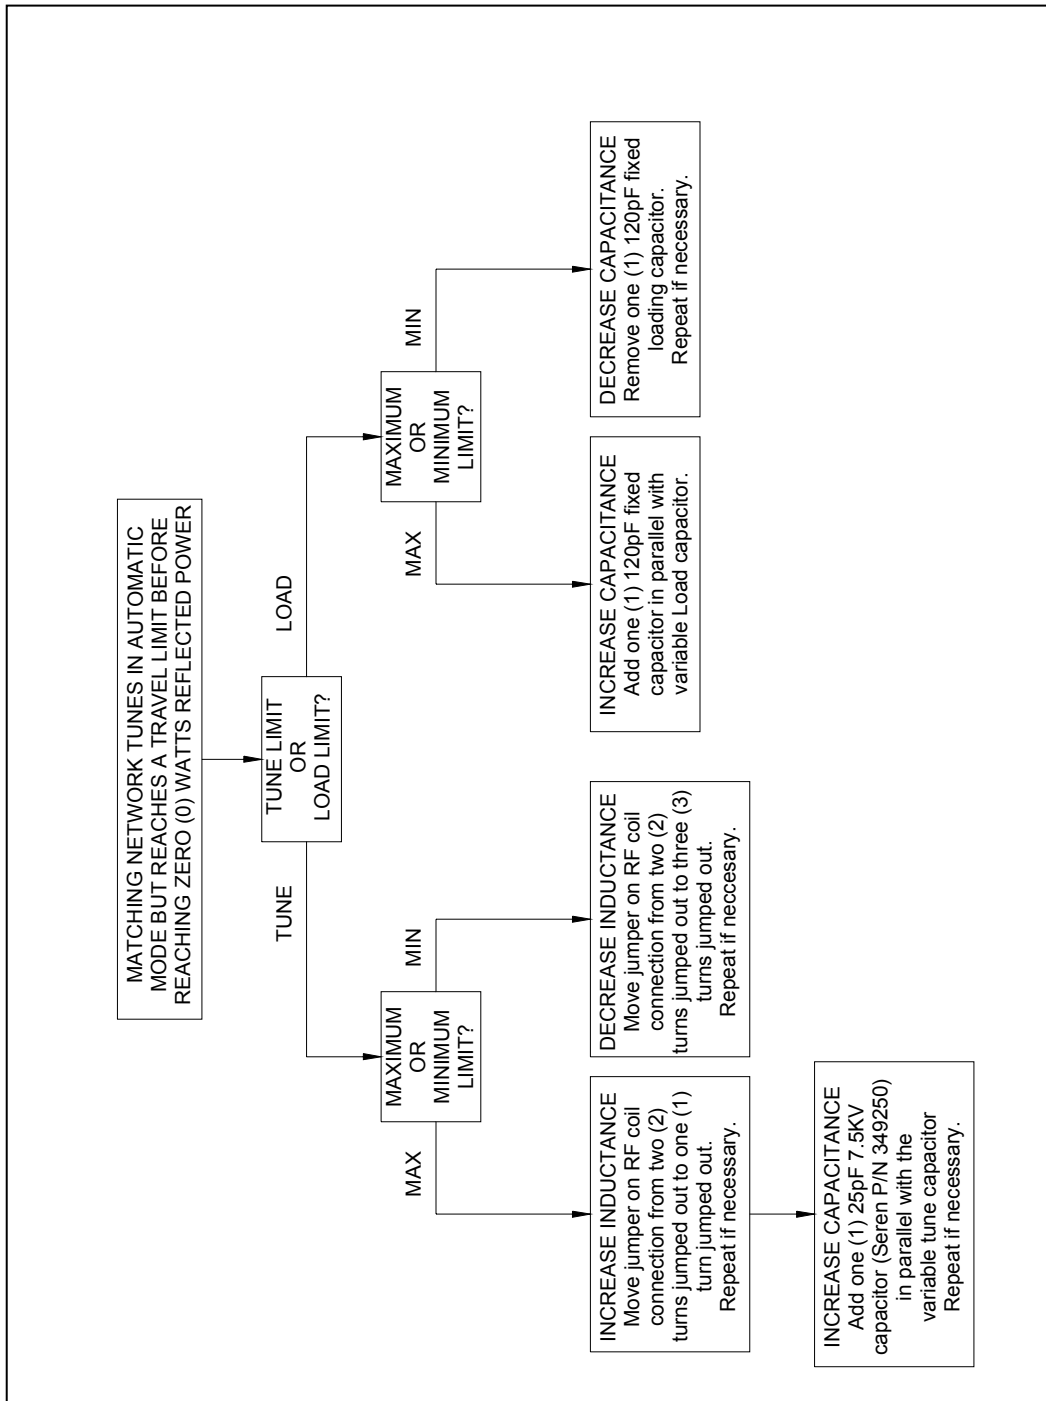 MATCHING NETWORK TUNES IN AUTOMATIC
MODE BUT REACHES A TRAVEL LIMIT BEFORE
REACHING ZERO (0) WATTS REFLECTED POWER
TUNE LIMIT
OR
LOAD LIMIT?
TUNE
LOAD
MAXIMUM
OR
MINIMUM
LIMIT?
MAX
MIN
MAXIMUM
OR
MINIMUM
LIMIT?
MAX
MIN
INCREASE INDUCTANCE
Move jumper on RF coil
connection from two (2)
turns jumped out to one (1)
turn jumped out.
Repeat if necessary.
DECREASE INDUCTANCE
Move jumper on RF coil
connection from two (2)
turns jumped out to three (3)
turns jumped out.
Repeat if neccesary.
INCREASE CAPACITANCE
Add one (1) 120pF fixed
capacitor in parallel with
variable Load capacitor.
DECREASE CAPACITANCE
Remove one (1) 120pF fixed
loading capacitor.
Repeat if necessary.
INCREASE CAPACITANCE
Add one (1) 25pF 7.5KV
capacitor (Seren P/N 349250)
in parallel with the
variable tune capacitor
Repeat if necessary.